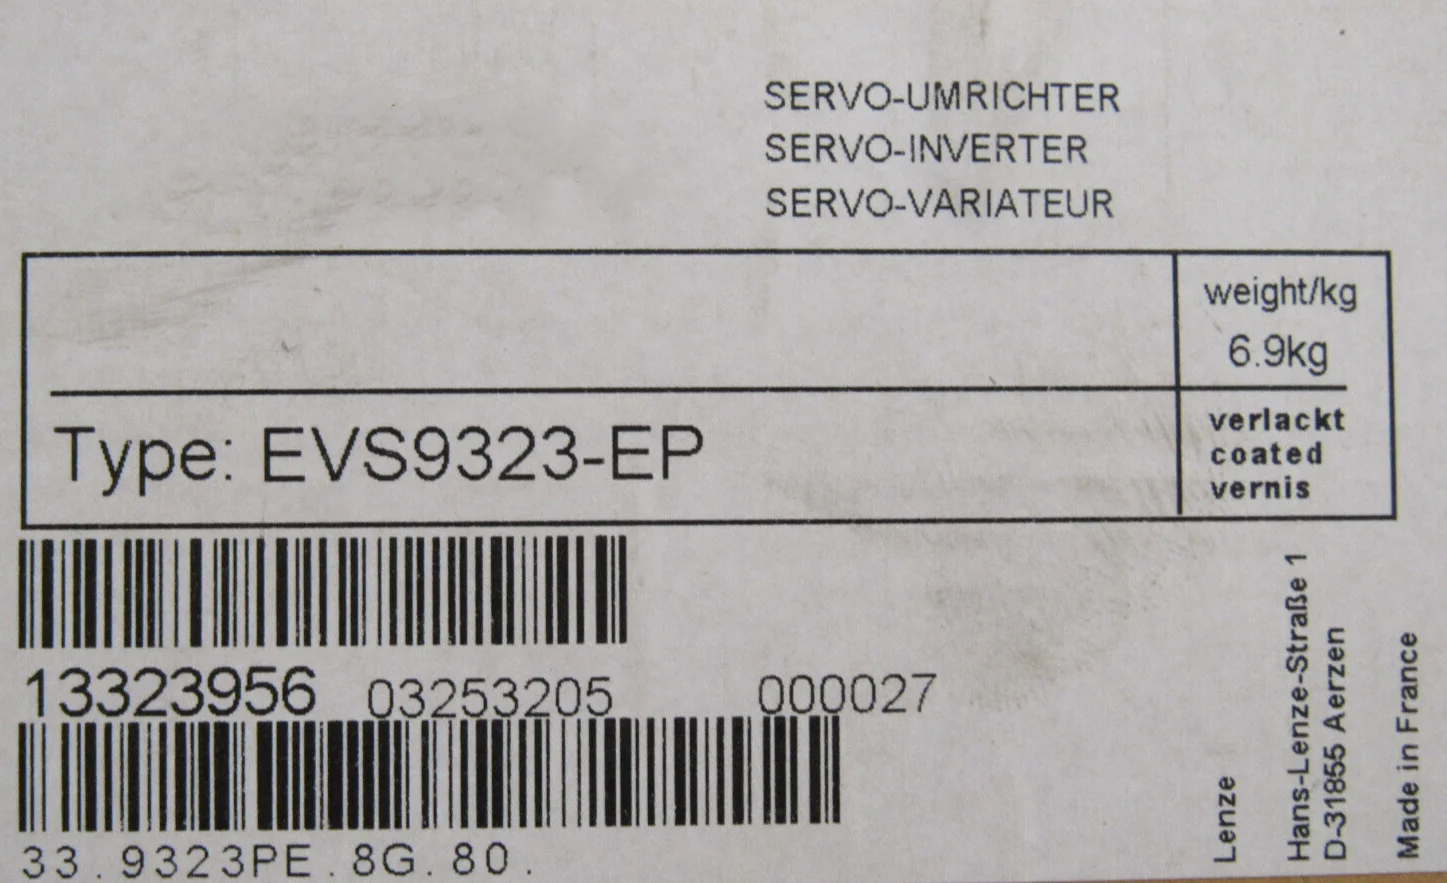 SERVO-UMRICHTER
SERVO-INVERTER
SERVO-VARIATEUR
weight/kg
6.9kg
Type: EVS9323-EP
verlackt
coated
vernis
13323956 03253205 000027
33.9323PE.8G.80.
Lenze
Hans-Lenze-Straße 1
D-31855 Aerzen
Made in France